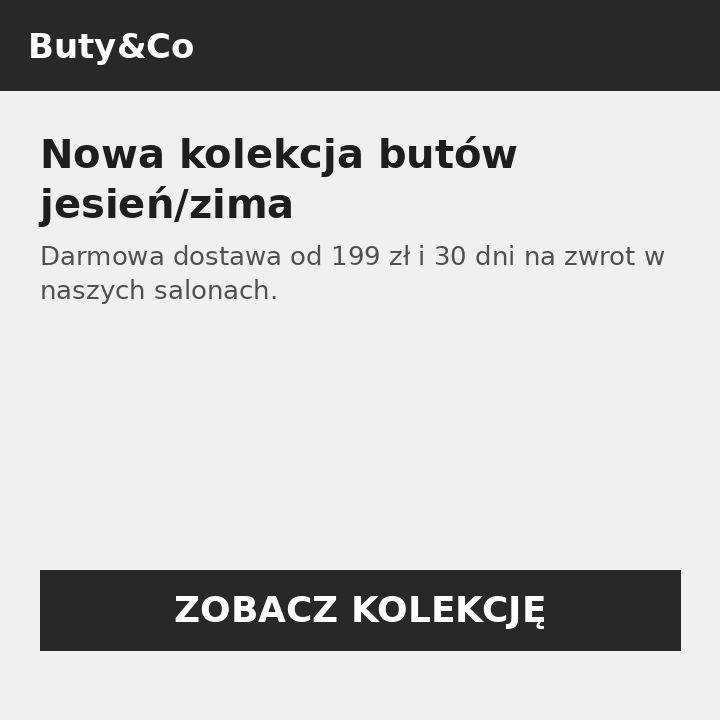 Buty&Co
Nowa kolekcja butów
jesień/zima
Darmowa dostawa od 199 zł i 30 dni na zwrot w
naszych salonach.
ZOBACZ KOLEKCJĘ